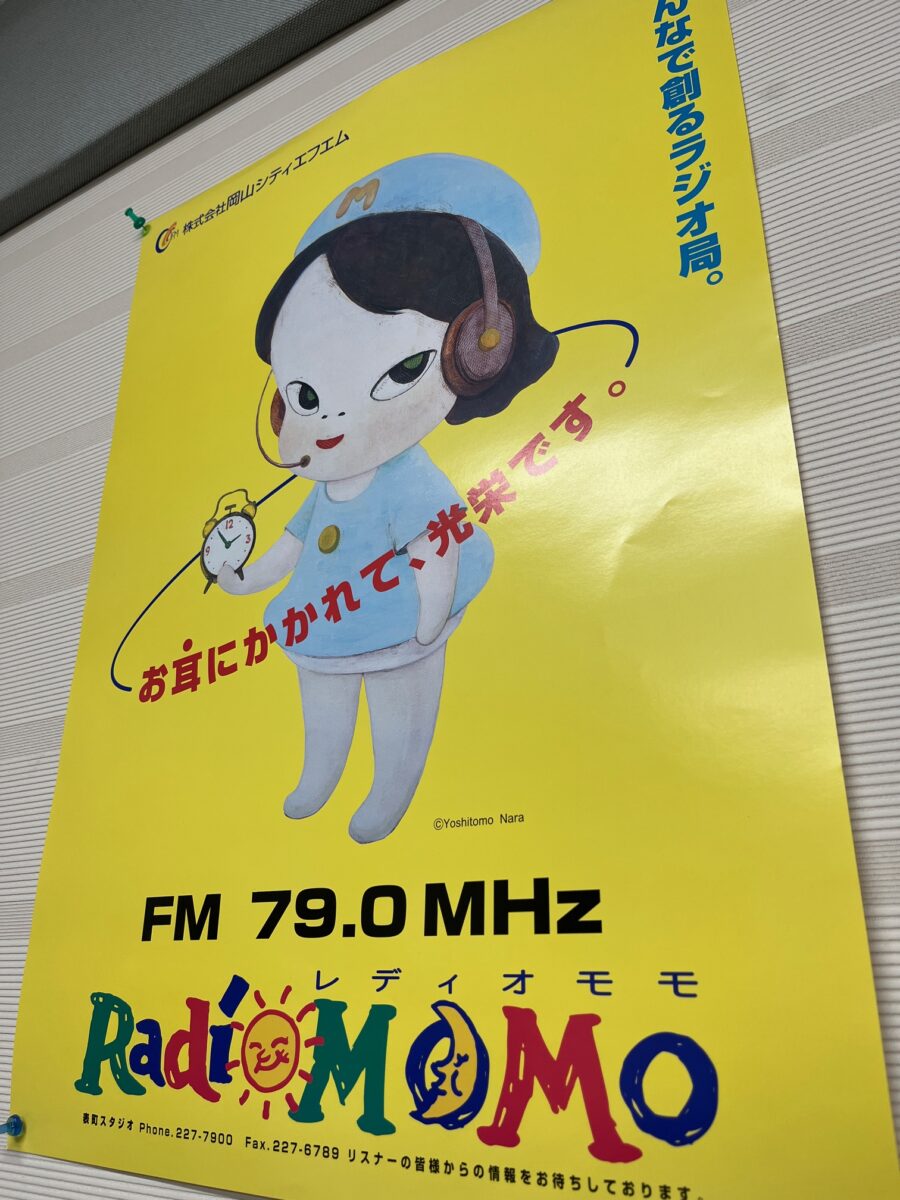 んなで創るラジオ局。
株式会社岡山シティエフエム
M
12
3
6
9
お耳にかかれて、光栄です。
©Yoshitomo Nara
FM 79.0 MHz
レディオモモ
RadioMOMO
表町スタジオ Phone.227-7900 Fax.227-6789 リスナーの皆様からの情報をお待ちしております。